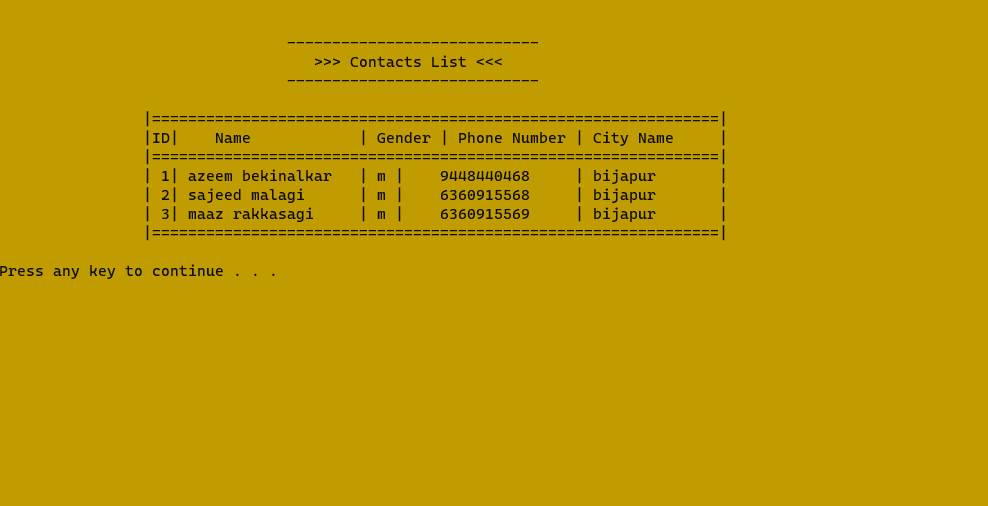 ----------------------------
>>> Contacts List <<<
----------------------------
|===============================================================|
|ID|    Name            | Gender | Phone Number | City Name     |
|===============================================================|
| 1| azeem bekinalkar   | m |    9448440468     | bijapur       |
| 2| sajeed malagi      | m |    6360915568     | bijapur       |
| 3| maaz rakkasagi     | m |    6360915569     | bijapur       |
|===============================================================|
Press any key to continue . . .